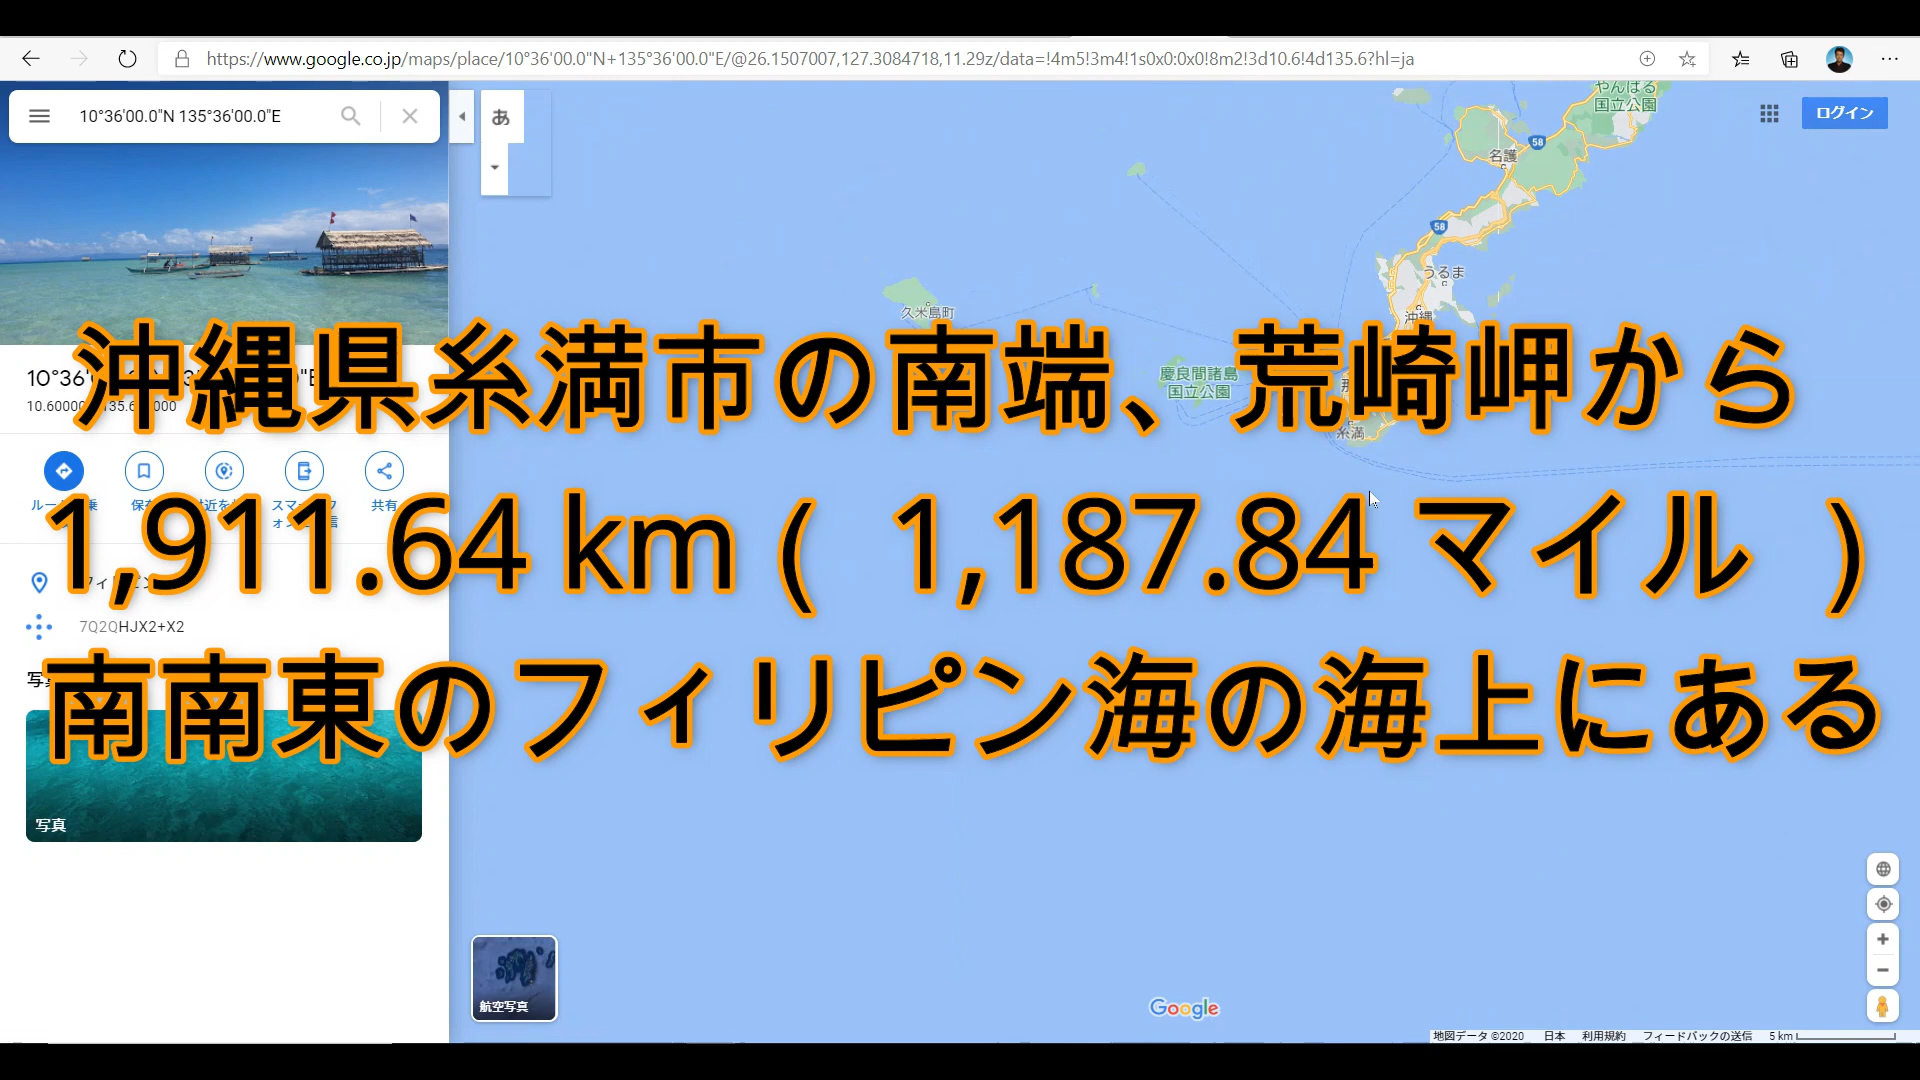 https://www.google.co.jp/maps/place/10°36'00.0"N+135°36'00.0"E/@26.1507007,127.3084718,11.29z/data=!4m5!3m4!1s0x0:0x0!8m2!3d10.6!4d135.6?hl=ja
10°36'00.0"N 135°36'00.0"E
あ
ログイン
やんばる
国立公園
名護
58
58
うるま
沖縄
久米島町
慶良間諸島
国立公園
糸満
沖縄県糸満市の南端、荒崎岬から
1,911.64 km ( 1,187.84 マイル )
南南東のフィリピン海の海上にある
共有
7Q2QHJX2+X2
写真
航空写真
Google
地図データ ©2020 日本 利用規約 フィードバックの送信 5 km